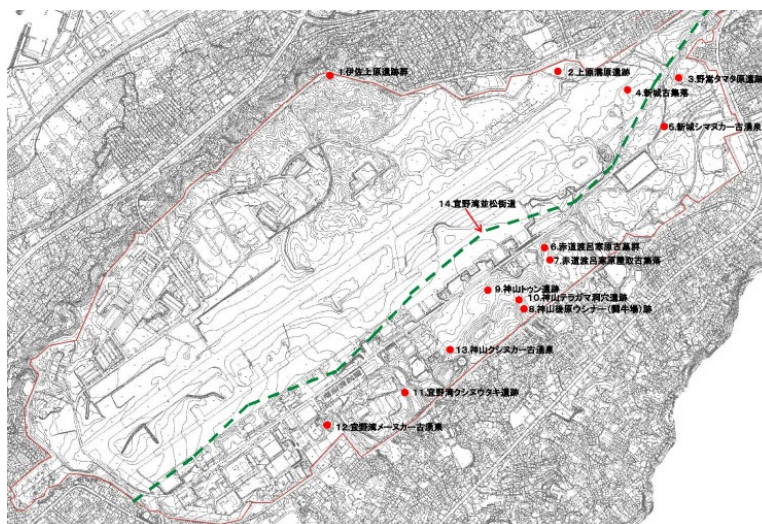 1.伊佐上原遺跡群
2.上原濡原遺跡
3.野嵩タマタ原遺跡
4.新城古集落
5.新城シマヌカー古湧泉
14.宜野湾並松街道
6.赤道渡呂寒原古墓群
7.赤道渡呂寒原屋取古集落
9.神山トゥン遺跡
10.神山テラガマ洞穴遺跡
8.神山後原ウシナー(闘牛場)跡
13.神山クシヌカー古湧泉
11.宜野湾クシヌウタキ遺跡
12.宜野湾メーヌカー古湧泉